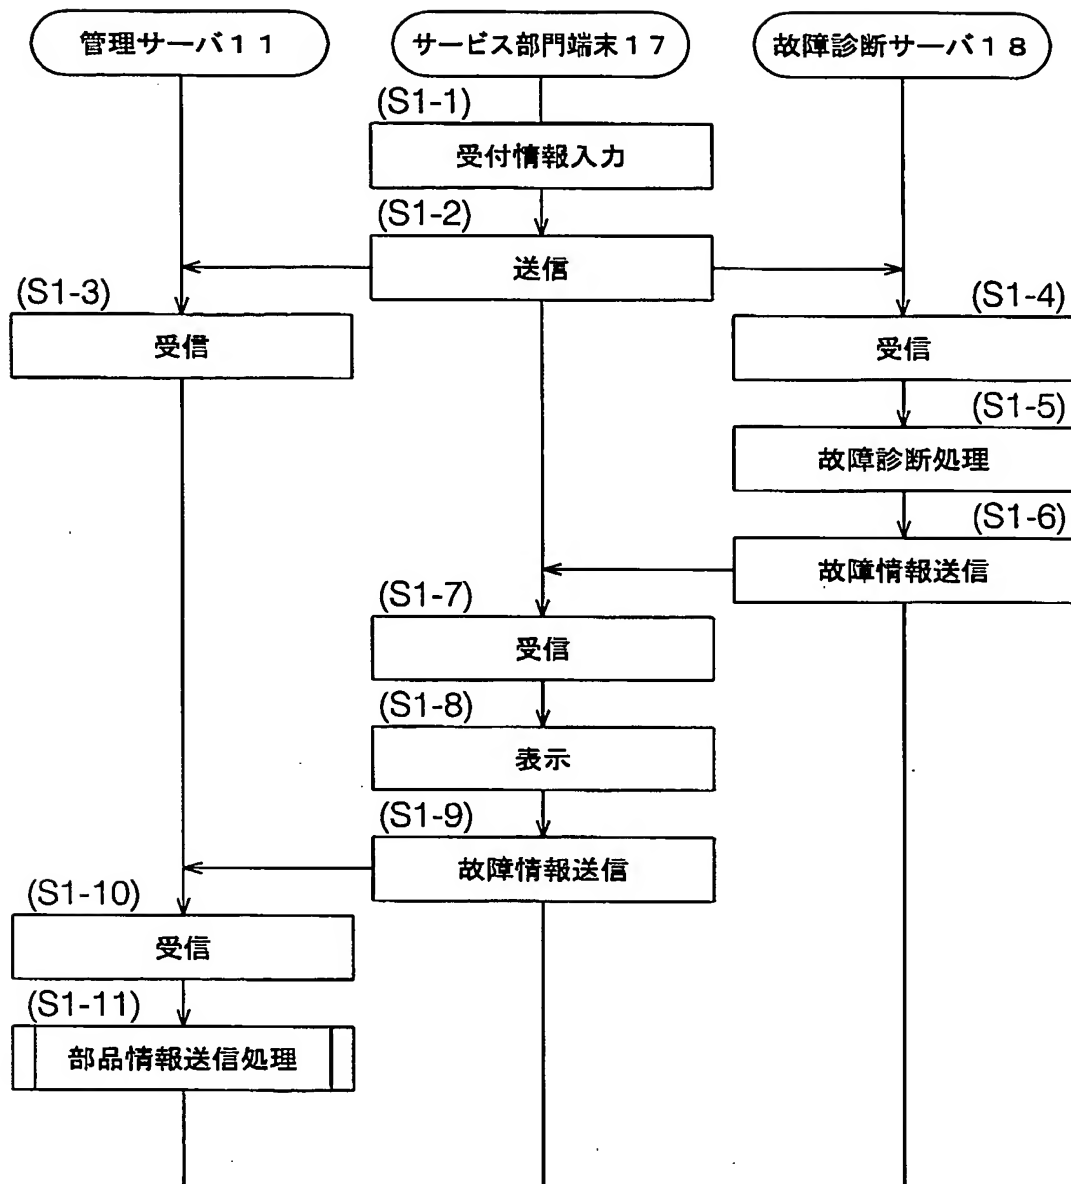 管理サーバ１１
サービス部門端末１７
故障診断サーバ１８
(S1-1)
受付情報入力
(S1-2)
送信
(S1-3)
受信
(S1-4)
受信
(S1-5)
故障診断処理
(S1-6)
故障情報送信
(S1-7)
受信
(S1-8)
表示
(S1-9)
故障情報送信
(S1-10)
受信
(S1-11)
部品情報送信処理